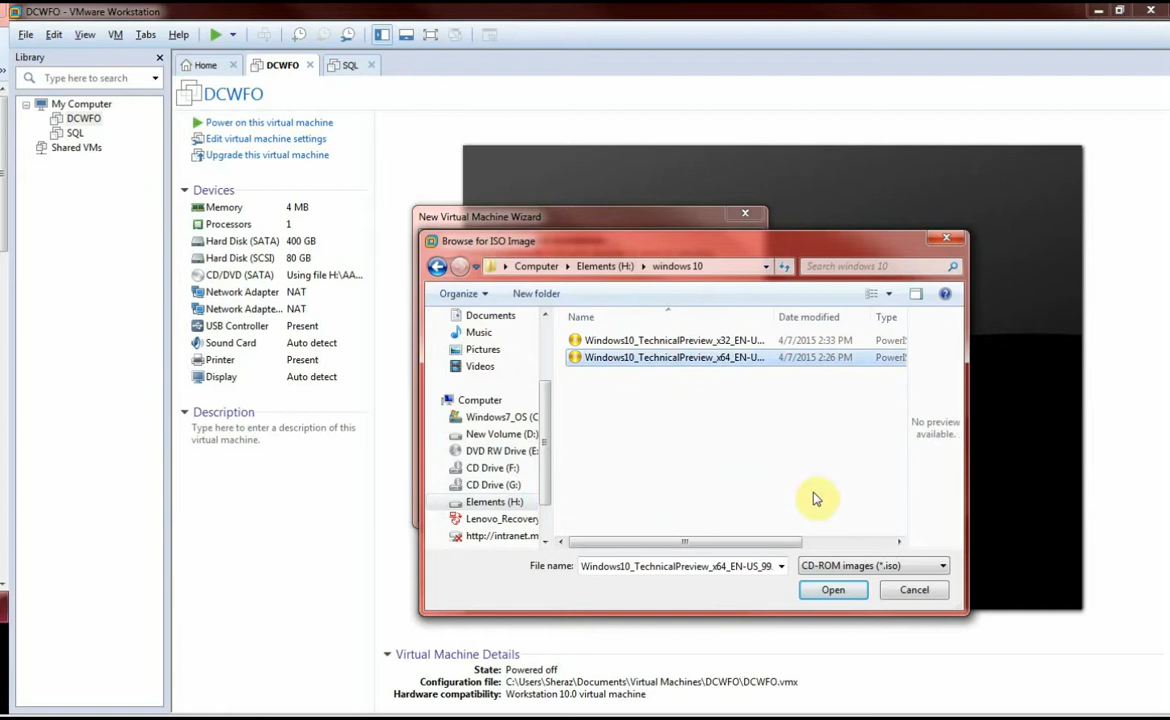 DCWFO - VMware Workstation
File Edit View VM Tabs Help
Library
Type here to search
My Computer
DCWFO
SQL
Shared VMs
Home DCWFO SQL
DCWFO
Power on this virtual machine
Edit virtual machine settings
Upgrade this virtual machine
Devices
Memory 4 MB
Processors 1
Hard Disk (SATA) 400 GB
Hard Disk (SCSI) 80 GB
CD/DVD (SATA) Using file H:\AA...
Network Adapter NAT
Network Adapte... NAT
USB Controller Present
Sound Card Auto detect
Printer Present
Display Auto detect
Description
Type here to enter a description of this
virtual machine.
New Virtual Machine Wizard
Browse for ISO Image
Computer Elements (H:) windows 10
Search windows 10
Organize New folder
Documents
Music
Pictures
Videos
Computer
Windows7_OS (C
New Volume (D:)
DVD RW Drive (E:
CD Drive (F:)
CD Drive (G:)
Elements (H:)
Lenovo_Recovery
http://intranet.m
Name Date modified Type
Windows10_TechnicalPreview_x32_EN-U... 4/7/2015 2:33 PM PowerI
Windows10_TechnicalPreview_x64_EN-U... 4/7/2015 2:26 PM PowerI
No preview
available.
File name: Windows10_TechnicalPreview_x64_EN-US_99 CD-ROM images (*.iso)
Open Cancel
Virtual Machine Details
State: Powered off
Configuration file: C:\Users\Sheraz\Documents\Virtual Machines\DCWFO\DCWFO.vmx
Hardware compatibility: Workstation 10.0 virtual machine